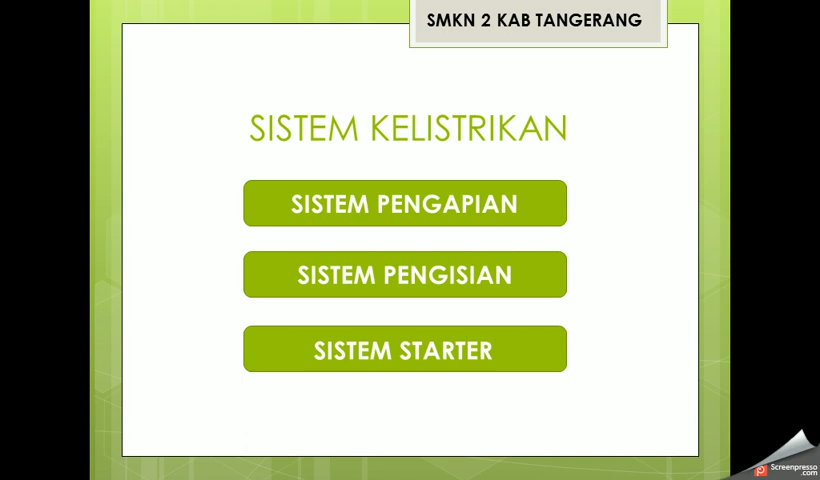 SMKN 2 KAB TANGERANG
SISTEM KELISTRIKAN
SISTEM PENGAPIAN
SISTEM PENGISIAN
SISTEM STARTER
Screenpresso
.com